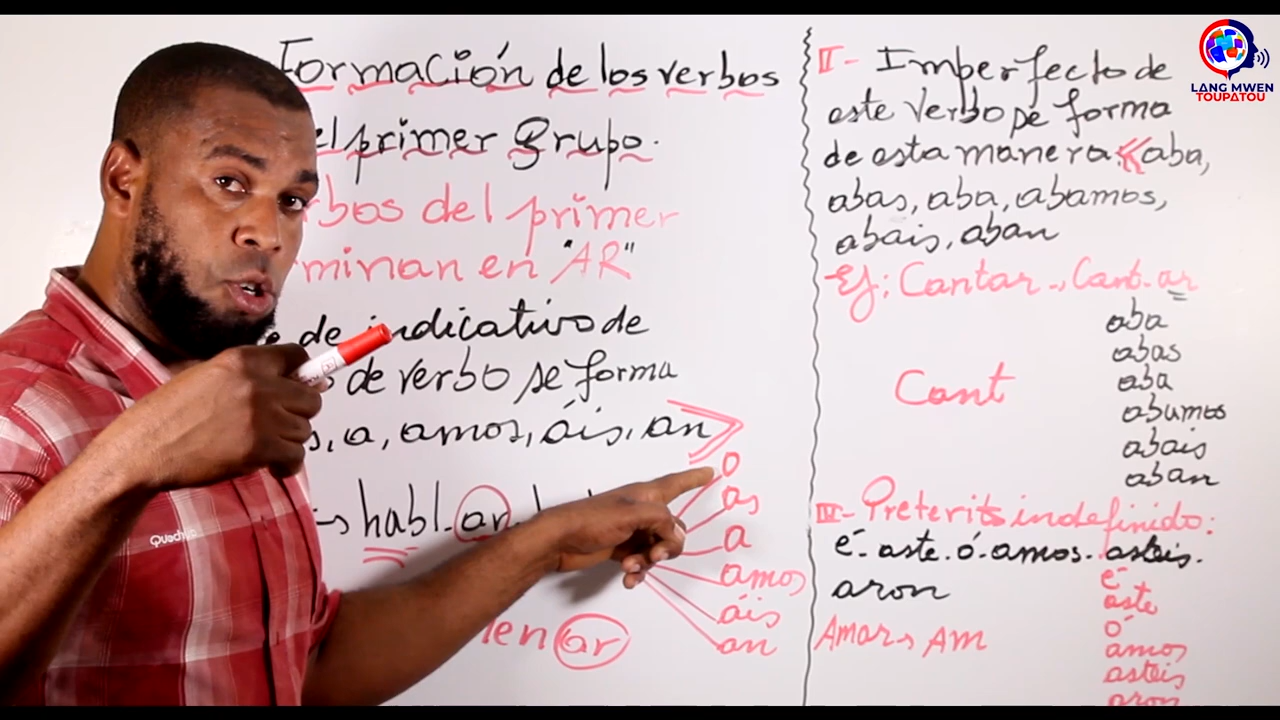 Formación de los verbos
el primer Grupo.
rbos del primer
minan en "AR"
de indicativo de
de verbo se forma
s, a, amos, áis, an
habl-ar
o
as
a
amos
áis
an
en ar
Quadrum
II- Imperfecto de
este verbo se forma
de esta manera: aba,
abas, aba, abamos,
abais, aban
Ej: Cantar → Cant-ar
aba
abas
aba
Cant
abamos
abais
aban
III- Preterito indefinido:
é- aste- ó- amos- asteis.
aron
é
aste
ó
Amar → AM
amos
asteis
aron
LANG MWEN
TOUPATOU